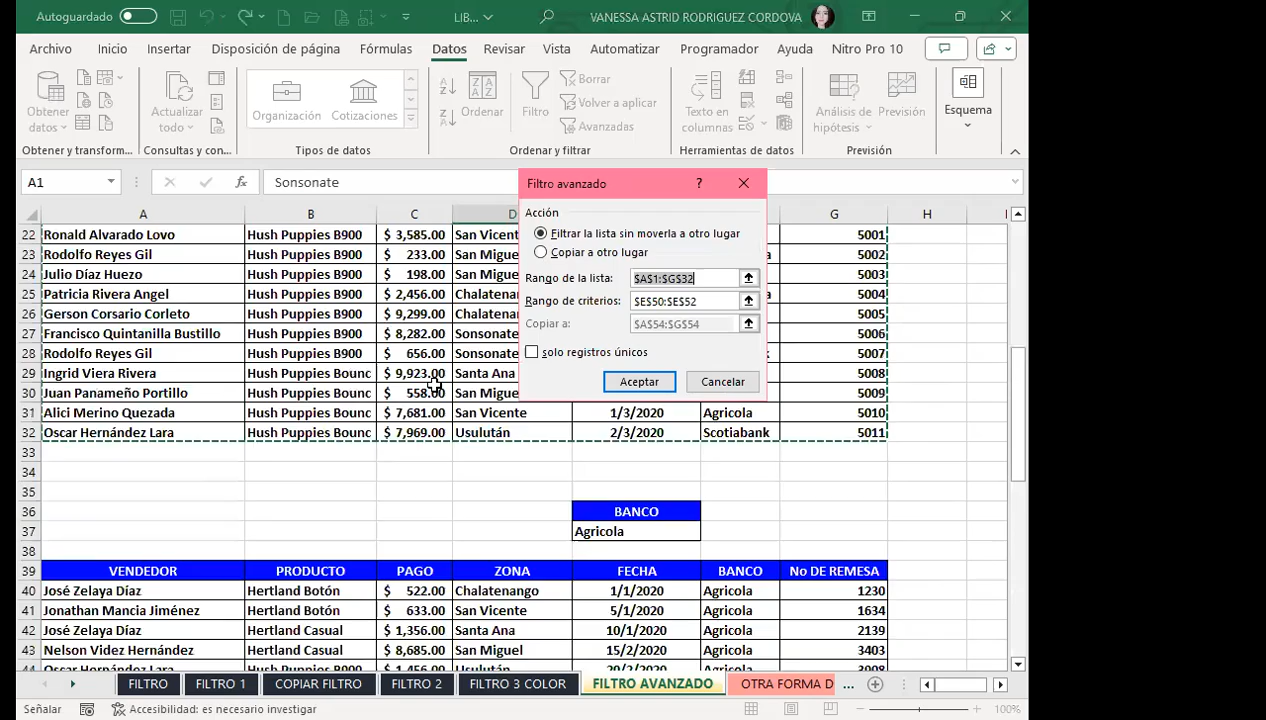 Autoguardado
LIB...
VANESSA ASTRID RODRIGUEZ CORDOVA
Archivo Inicio Insertar Disposición de página Fórmulas Datos Revisar Vista Automatizar Programador Ayuda Nitro Pro 10
Obtener datos
Actualizar todo
Organización Cotizaciones
Ordenar
Filtro
Borrar
Volver a aplicar
Avanzadas
Texto en columnas
Análisis de hipótesis
Previsión
Esquema
Obtener y transform... Consultas y con... Tipos de datos Ordenar y filtrar Herramientas de datos Previsión
A1 fx Sonsonate
Filtro avanzado ?
Acción
Filtrar la lista sin moverla a otro lugar
Copiar a otro lugar
Rango de la lista: $A$1:$G$32
Rango de criterios: $E$50:$E$52
Copiar a: $A$54:$G$54
Solo registros únicos
Aceptar Cancelar
A B C D G H I
22 Ronald Alvarado Lovo Hush Puppies B900 $ 3,585.00 San Vicente 5001
23 Rodolfo Reyes Gil Hush Puppies B900 $ 233.00 San Migue 5002
24 Julio Díaz Huezo Hush Puppies B900 $ 198.00 San Migue 5003
25 Patricia Rivera Angel Hush Puppies B900 $ 2,456.00 Chalatenan 5004
26 Gerson Corsario Corleto Hush Puppies B900 $ 9,299.00 Chalatenan 5005
27 Francisco Quintanilla Bustillo Hush Puppies B900 $ 8,282.00 Sonsonate 5006
28 Rodolfo Reyes Gil Hush Puppies B900 $ 656.00 Sonsonate 5007
29 Ingrid Viera Rivera Hush Puppies Bounc $ 9,923.00 Santa Ana 5008
30 Juan Panameño Portillo Hush Puppies Bounc $ 558.00 San Migue 5009
31 Alici Merino Quezada Hush Puppies Bounc $ 7,681.00 San Vicente 1/3/2020 Agricola 5010
32 Oscar Hernández Lara Hush Puppies Bounc $ 7,969.00 Usulután 2/3/2020 Scotiabank 5011
33
34
35
36 BANCO
37 Agricola
38
39 VENDEDOR PRODUCTO PAGO ZONA FECHA BANCO No DE REMESA
40 José Zelaya Díaz Hertland Botón $ 522.00 Chalatenango 1/1/2020 Agricola 1230
41 Jonathan Mancia Jiménez Hertland Botón $ 633.00 San Vicente 5/1/2020 Agricola 1634
42 José Zelaya Díaz Hertland Casual $ 1,356.00 Santa Ana 10/1/2020 Agricola 2139
43 Nelson Videz Hernández Hertland Casual $ 8,685.00 San Miguel 15/2/2020 Agricola 3403
44 Oscar Hernández Lara Hush Puppies B900 $ 1,456.00 Usulután 20/2/2020 Agricola 3908
FILTRO FILTRO 1 COPIAR FILTRO FILTRO 2 FILTRO 3 COLOR FILTRO AVANZADO OTRA FORMA D ...
Señalar Accesibilidad: es necesario investigar 100%